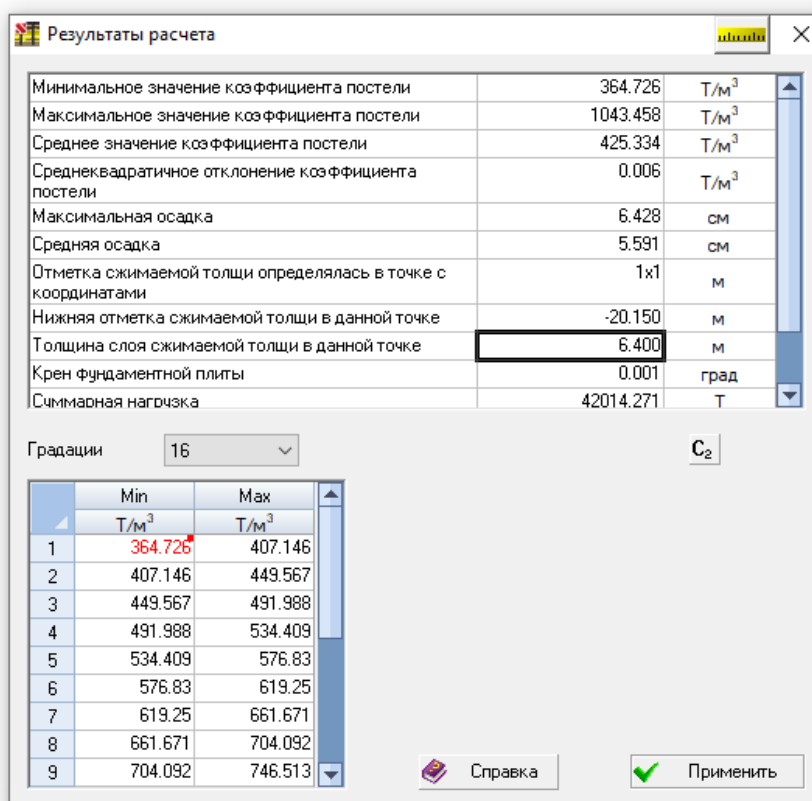 Результаты расчета
Минимальное значение коэффициента постели 364.726 Т/м³
Максимальное значение коэффициента постели 1043.458 Т/м³
Среднее значение коэффициента постели 425.334 Т/м³
Среднеквадратичное отклонение коэффициента постели 0.006 Т/м³
Максимальная осадка 6.428 см
Средняя осадка 5.591 см
Отметка сжимаемой толщи определялась в точке с координатами 1x1 м
Нижняя отметка сжимаемой толщи в данной точке -20.150 м
Толщина слоя сжимаемой толщи в данной точке 6.400 м
Крен фундаментной плиты 0.001 град
Суммарная нагрузка 42014.271 Т
Градации 16 C₂
Min Max
Т/м³ Т/м³
1 364.726 407.146
2 407.146 449.567
3 449.567 491.988
4 491.988 534.409
5 534.409 576.83
6 576.83 619.25
7 619.25 661.671
8 661.671 704.092
9 704.092 746.513
Справка Применить